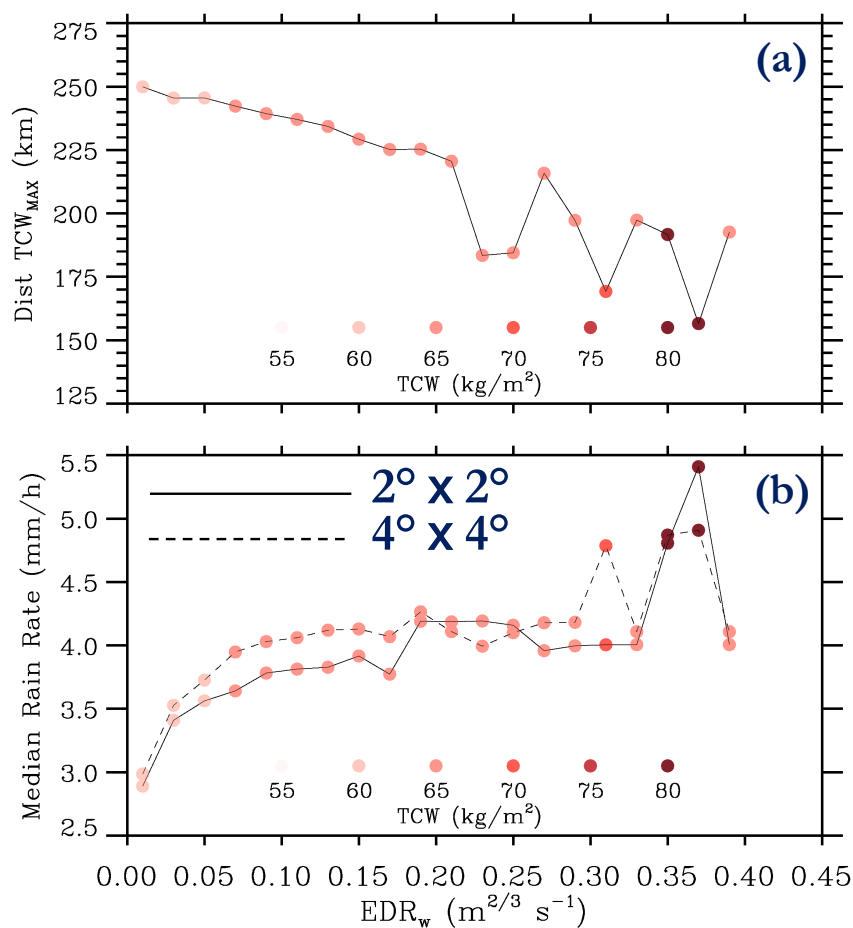 275
(a)
250
225
200
175
150
125
Dist TCW_MAX (km)
55 60 65 70 75 80
TCW (kg/m²)
5.5
2° x 2°
(b)
4° x 4°
5.0
4.5
4.0
3.5
3.0
2.5
Median Rain Rate (mm/h)
55 60 65 70 75 80
TCW (kg/m²)
0.00 0.05 0.10 0.15 0.20 0.25 0.30 0.35 0.40 0.45
EDR_w (m^2/3 s^-1)